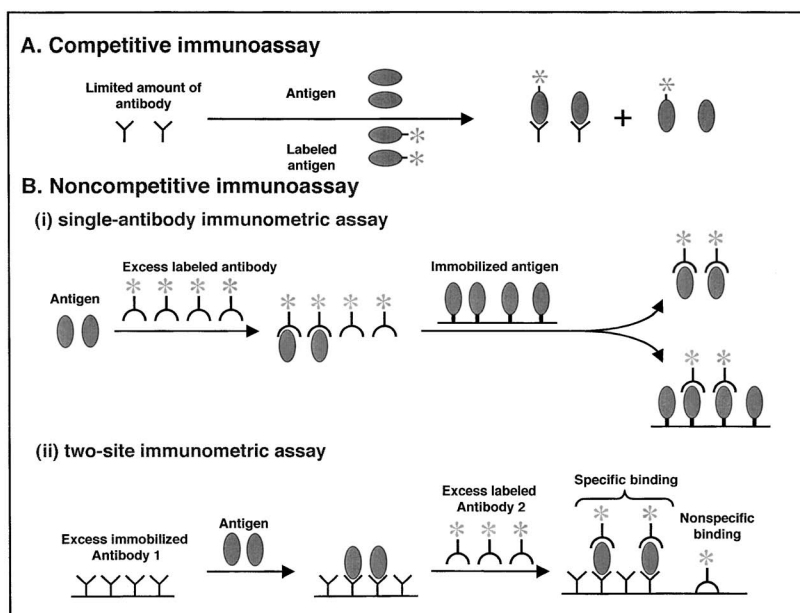 A. Competitive immunoassay
Limited amount of
antibody
Antigen
Labeled
antigen
+
B. Noncompetitive immunoassay
(i) single-antibody immunometric assay
Antigen
Excess labeled antibody
Immobilized antigen
(ii) two-site immunometric assay
Excess immobilized
Antibody 1
Antigen
Excess labeled
Antibody 2
Specific binding
Nonspecific
binding